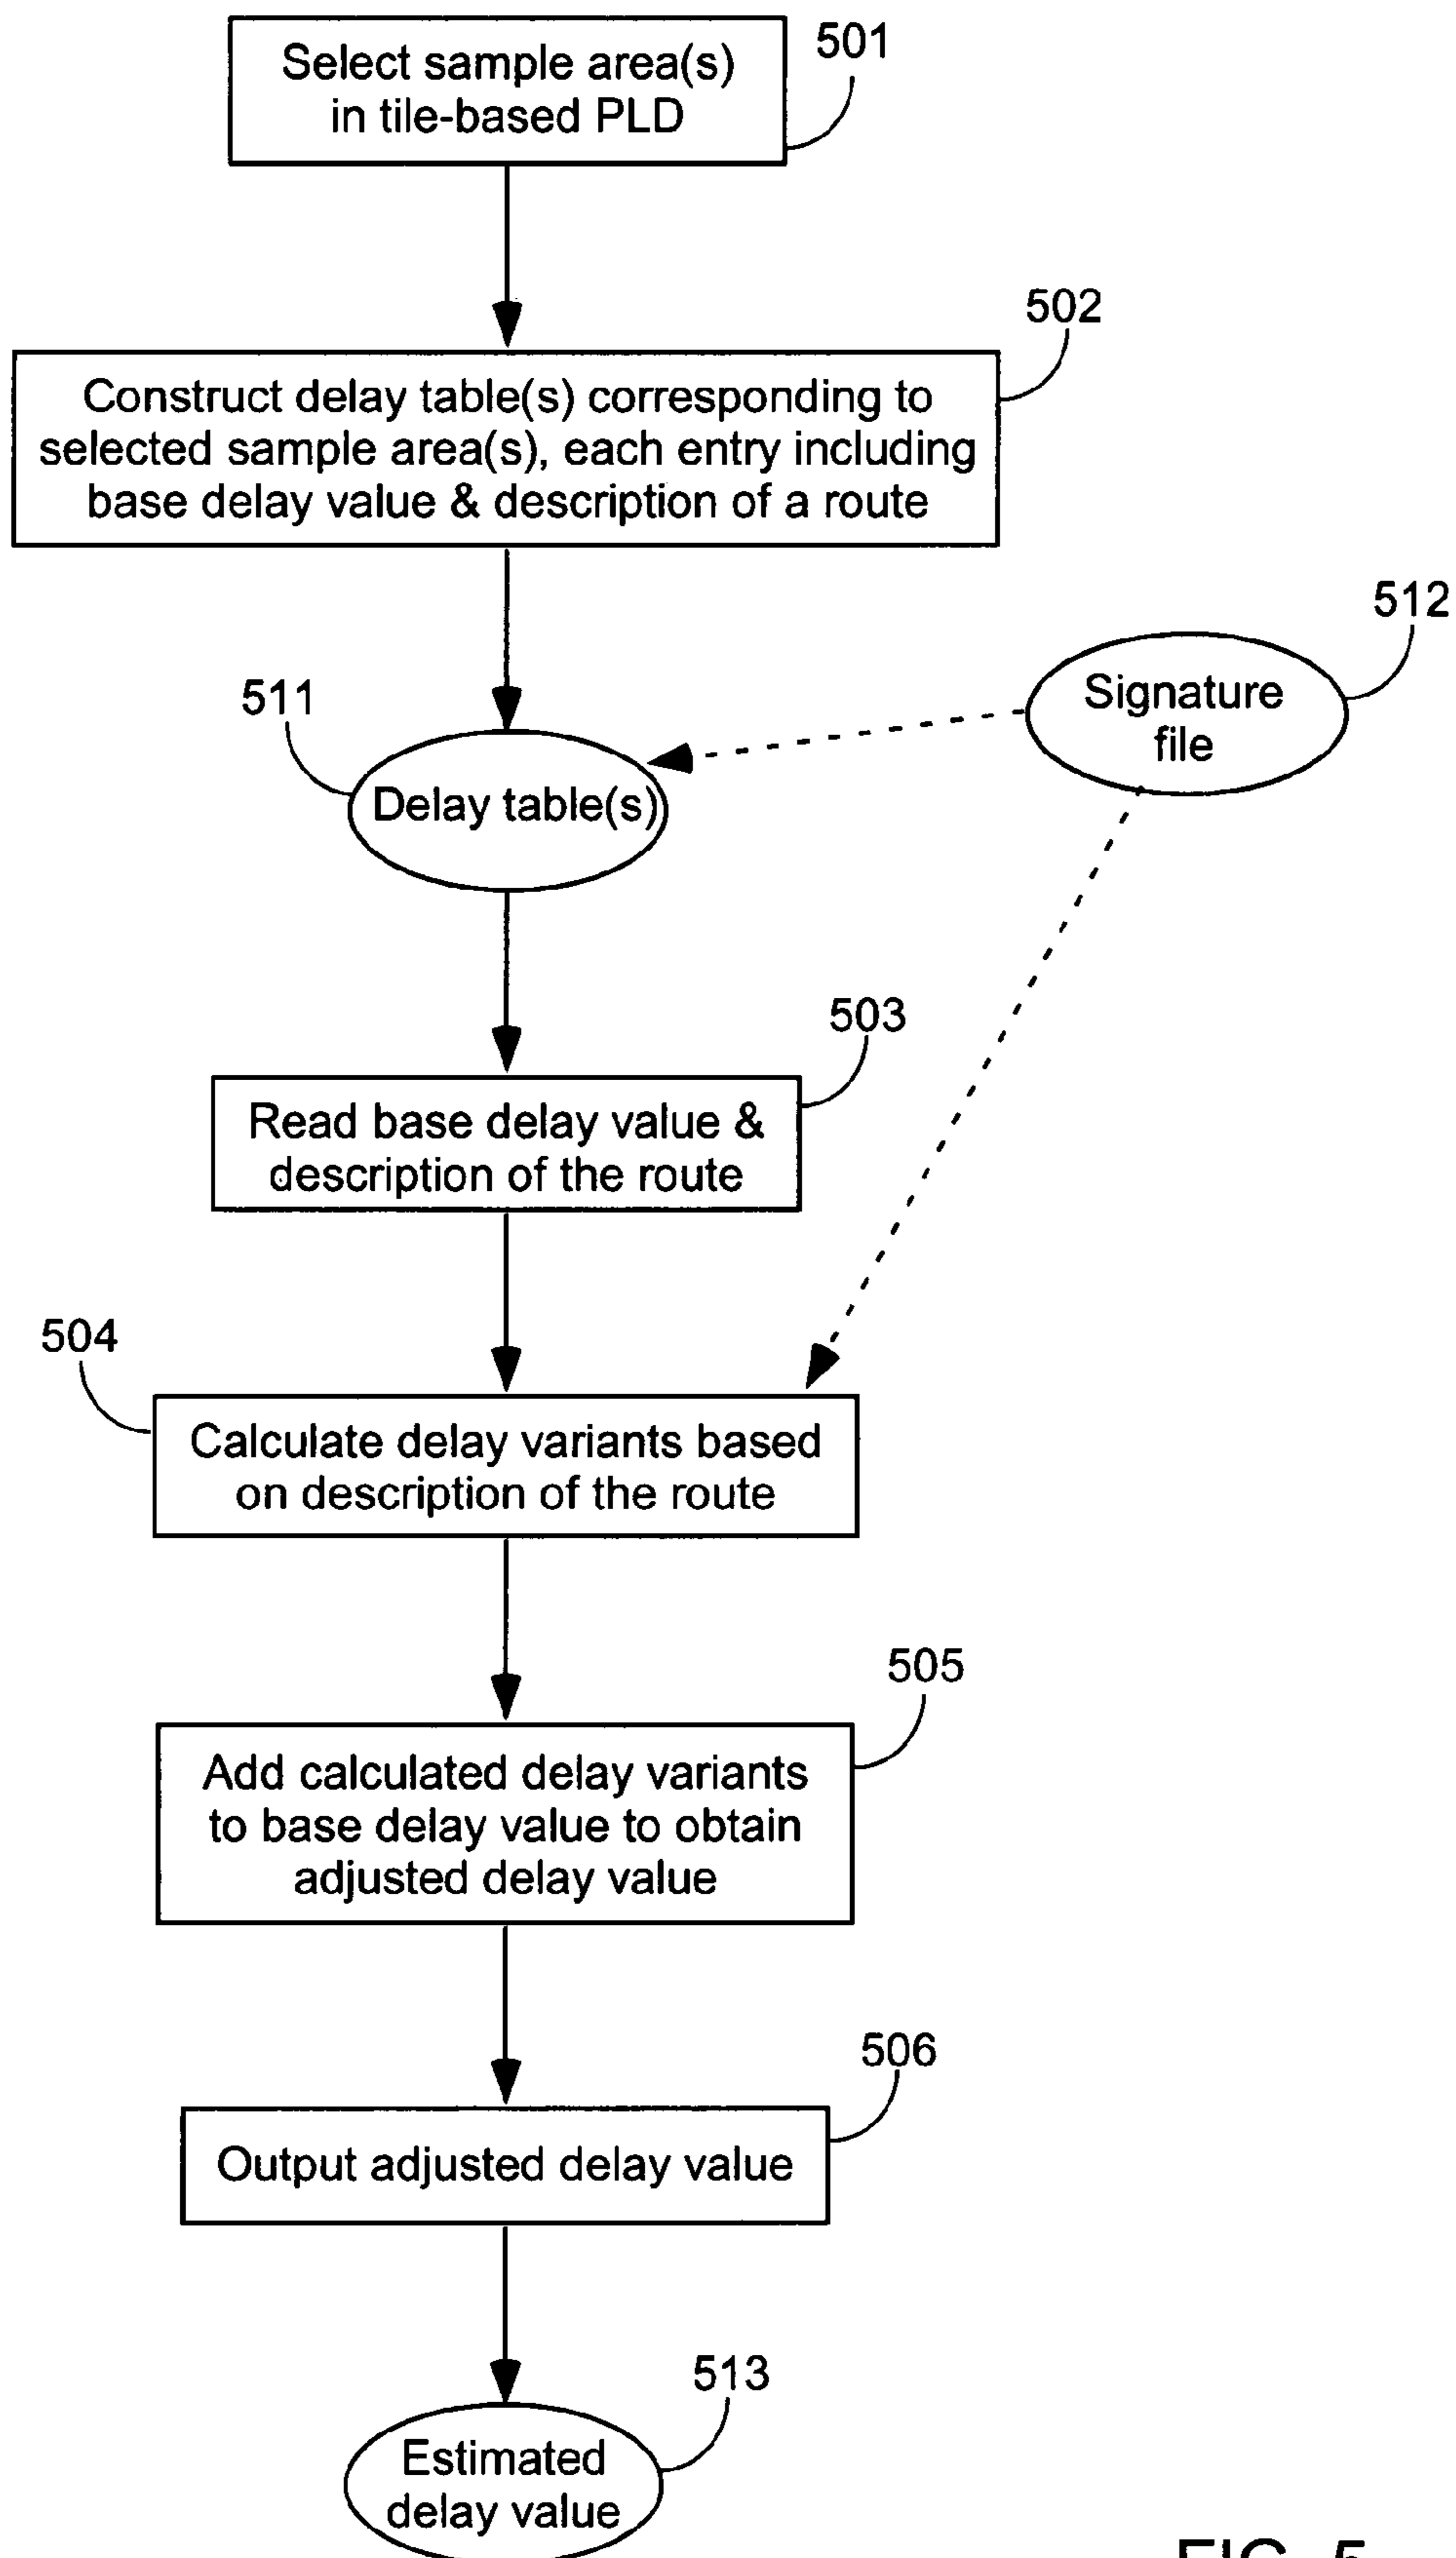 501
Select sample area(s)
in tile-based PLD
502
Construct delay table(s) corresponding to
selected sample area(s), each entry including
base delay value & description of a route
512
Signature
file
511
Delay table(s)
503
Read base delay value &
description of the route
504
Calculate delay variants based
on description of the route
505
Add calculated delay variants
to base delay value to obtain
adjusted delay value
506
Output adjusted delay value
513
Estimated
delay value
FIG. 5